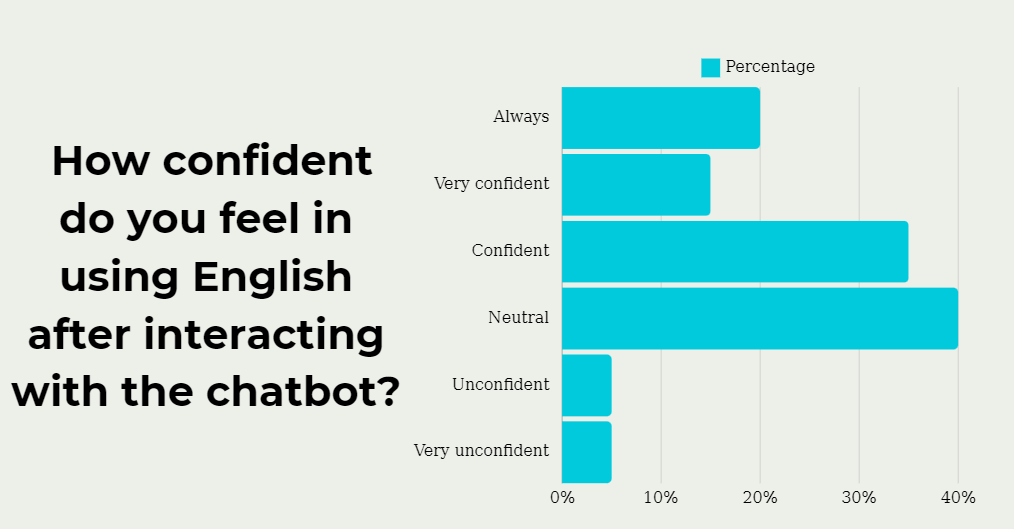 How confident
do you feel in
using English
after interacting
with the chatbot?
Percentage
Always
Very confident
Confident
Neutral
Unconfident
Very unconfident
0% 10% 20% 30% 40%